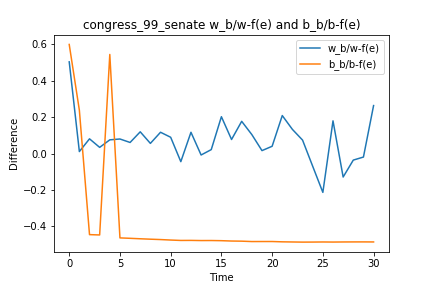 congress_99_senate w_b/w-f(e) and b_b/b-f(e)
w_b/w-f(e)
b_b/b-f(e)
0.6
0.4
0.2
0.0
−0.2
−0.4
Difference
0
5
10
15
20
25
30
Time